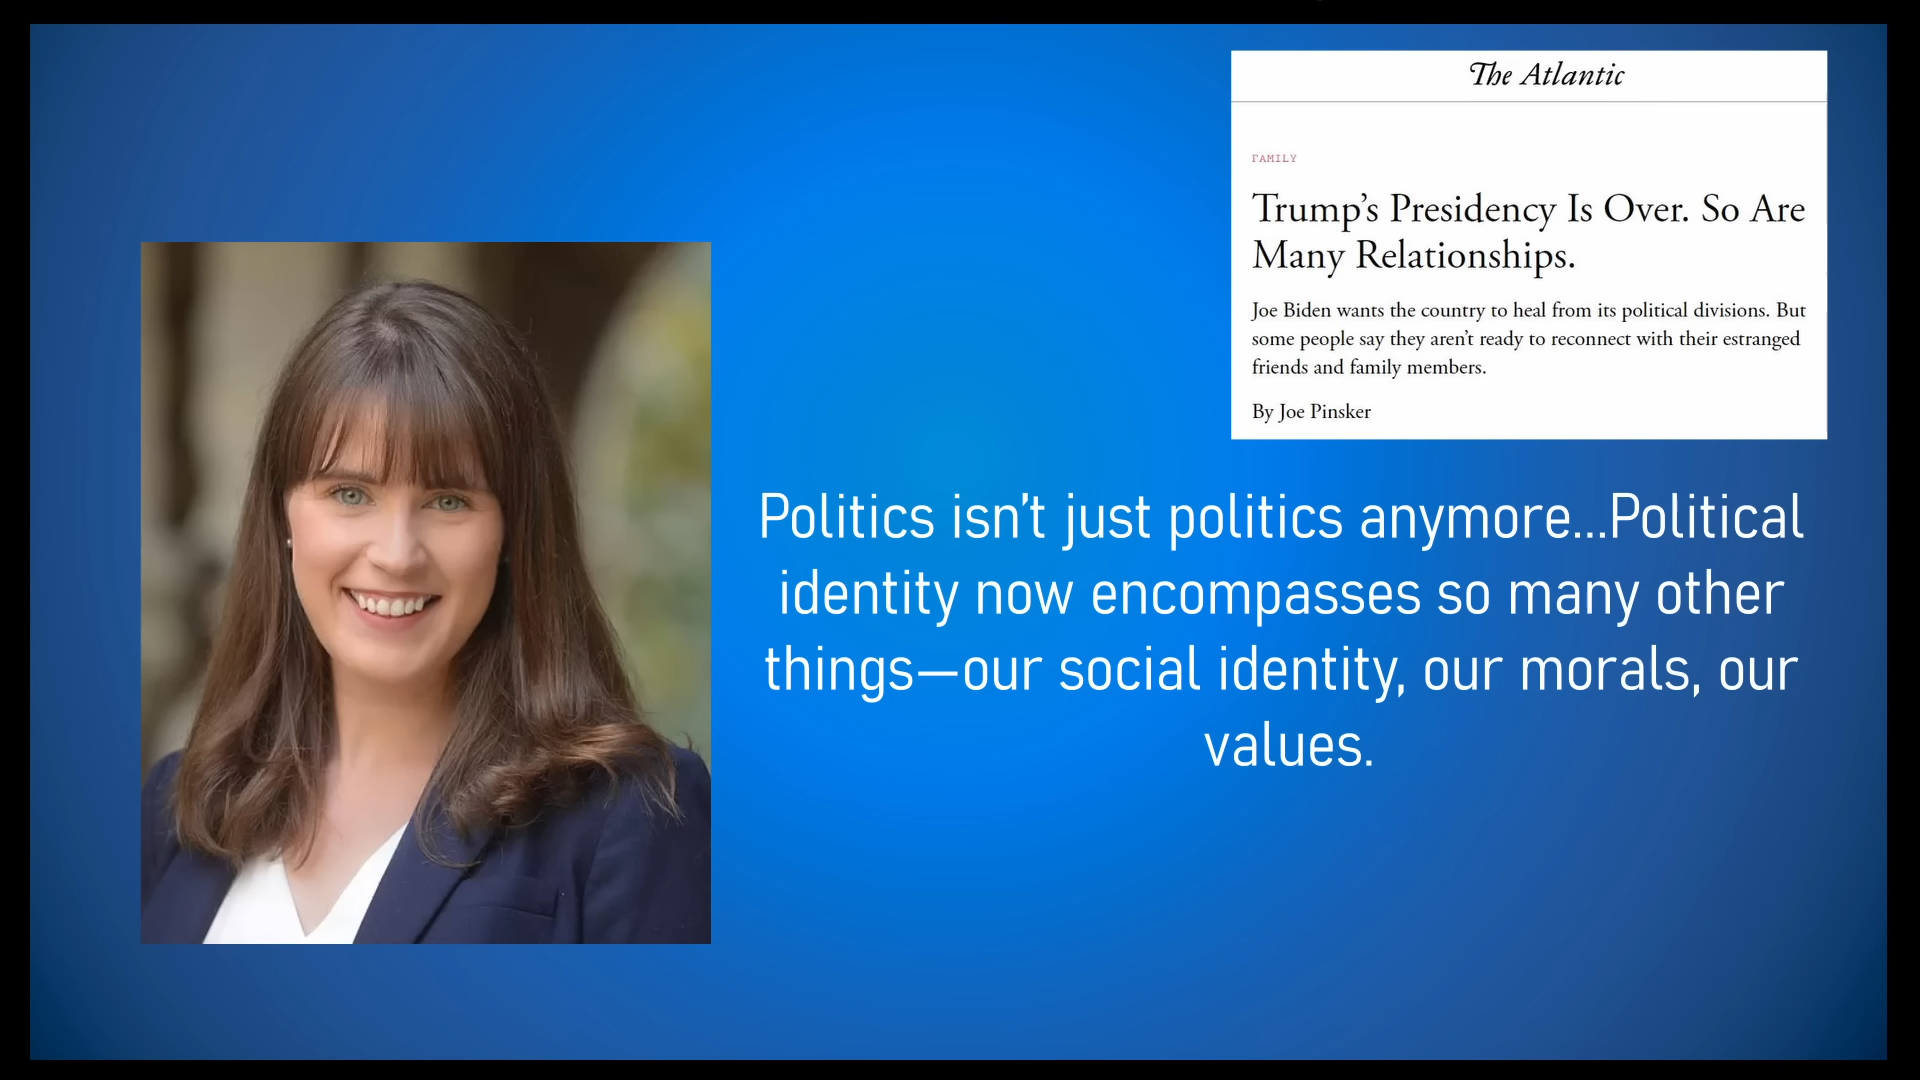 The Atlantic
FAMILY
Trump's Presidency Is Over. So Are
Many Relationships.
Joe Biden wants the country to heal from its political divisions. But
some people say they aren't ready to reconnect with their estranged
friends and family members.
By Joe Pinsker
Politics isn't just politics anymore...Political
identity now encompasses so many other
things—our social identity, our morals, our
values.